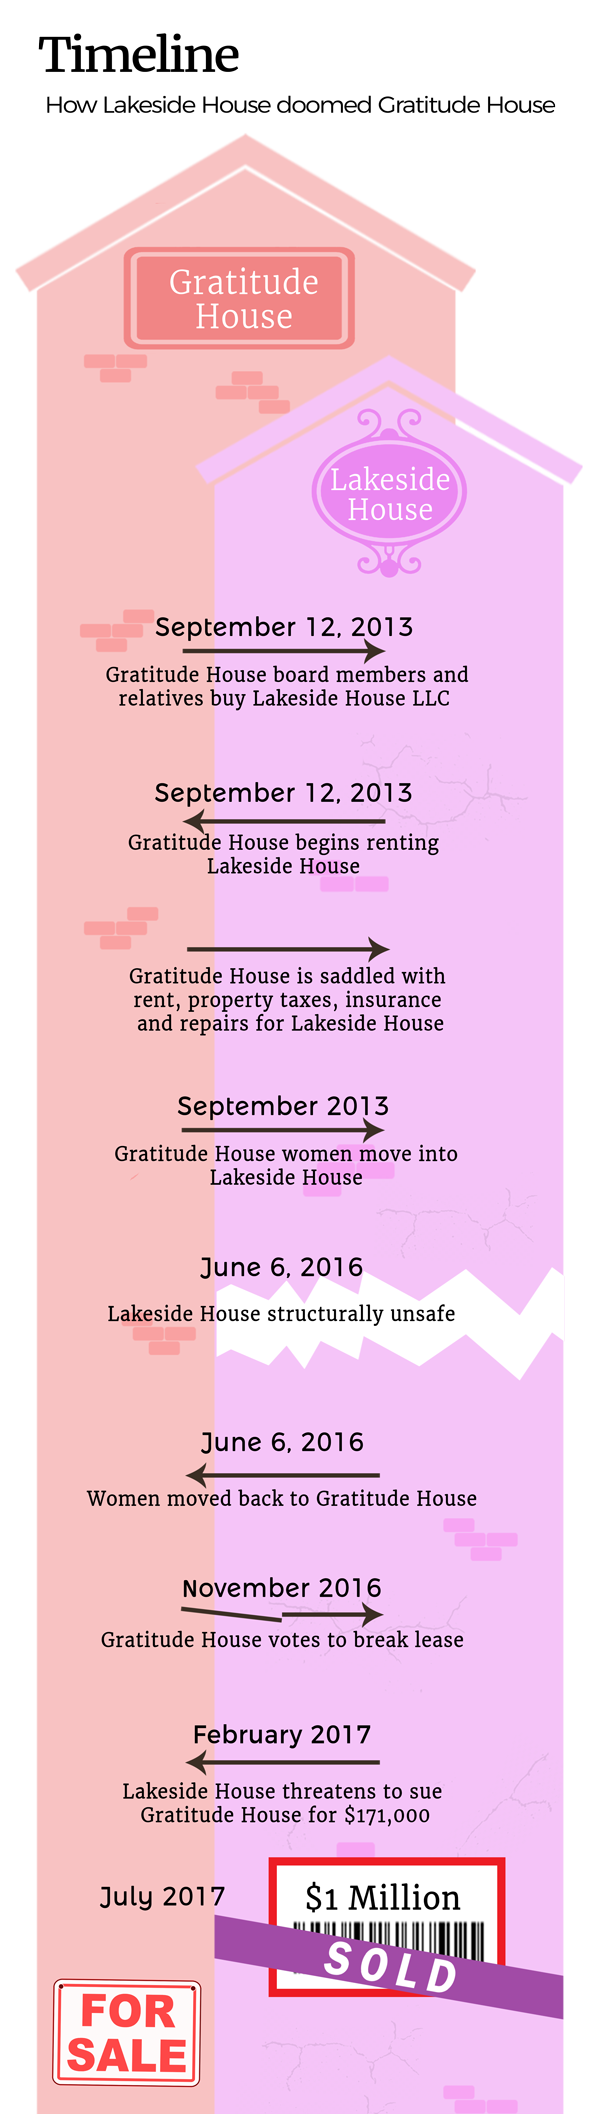 Timeline
How Lakeside House doomed Gratitude House
Gratitude
House
Lakeside
House
September 12, 2013
Gratitude House board members and
relatives buy Lakeside House LLC
September 12, 2013
Gratitude House begins renting
Lakeside House
Gratitude House is saddled with
rent, property taxes, insurance
and repairs for Lakeside House
September 2013
Gratitude House women move into
Lakeside House
June 6, 2016
Lakeside House structurally unsafe
June 6, 2016
Women moved back to Gratitude House
November 2016
Gratitude House votes to break lease
February 2017
Lakeside House threatens to sue
Gratitude House for $171,000
July 2017
$1 Million
SOLD
FOR
SALE